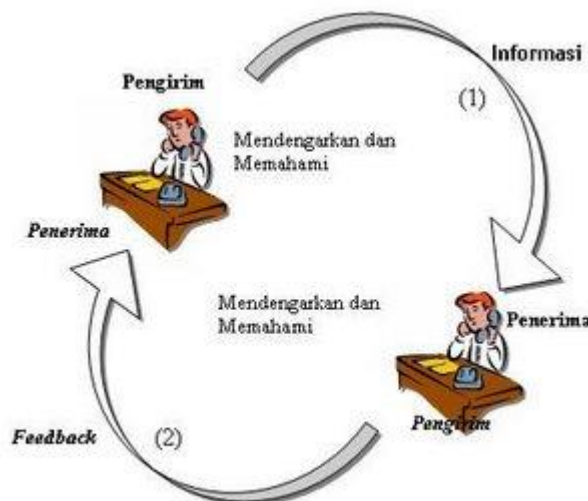 Informasi
Pengirim
(1)
Mendengarkan dan
Memahami
Penerima
Mendengarkan dan
Memahami
Penerima
Pengirim
Feedback
(2)